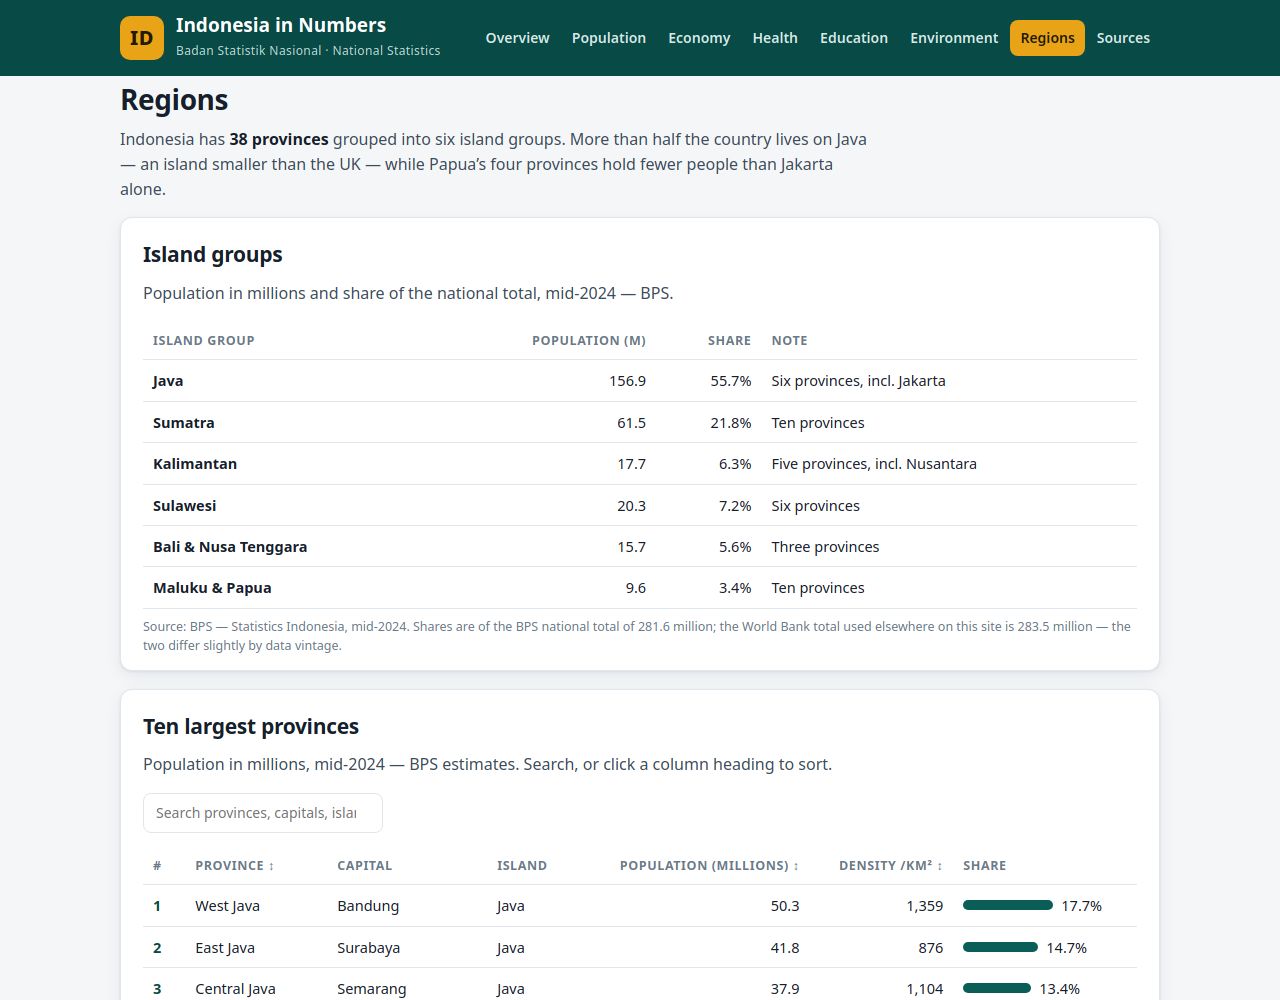 ID
Indonesia in Numbers
Badan Statistik Nasional · National Statistics
Overview Population Economy Health Education Environment Regions Sources
Regions
Indonesia has 38 provinces grouped into six island groups. More than half the country lives on Java
— an island smaller than the UK — while Papua’s four provinces hold fewer people than Jakarta
alone.
Island groups
Population in millions and share of the national total, mid-2024 — BPS.
ISLAND GROUP POPULATION (M) SHARE NOTE
Java 156.9 55.7% Six provinces, incl. Jakarta
Sumatra 61.5 21.8% Ten provinces
Kalimantan 17.7 6.3% Five provinces, incl. Nusantara
Sulawesi 20.3 7.2% Six provinces
Bali & Nusa Tenggara 15.7 5.6% Three provinces
Maluku & Papua 9.6 3.4% Ten provinces
Source: BPS — Statistics Indonesia, mid-2024. Shares are of the BPS national total of 281.6 million; the World Bank total used elsewhere on this site is 283.5 million — the
two differ slightly by data vintage.
Ten largest provinces
Population in millions, mid-2024 — BPS estimates. Search, or click a column heading to sort.
Search provinces, capitals, islar
# PROVINCE ↕ CAPITAL ISLAND POPULATION (MILLIONS) ↕ DENSITY /KM² ↕ SHARE
1 West Java Bandung Java 50.3 1,359 17.7%
2 East Java Surabaya Java 41.8 876 14.7%
3 Central Java Semarang Java 37.9 1,104 13.4%